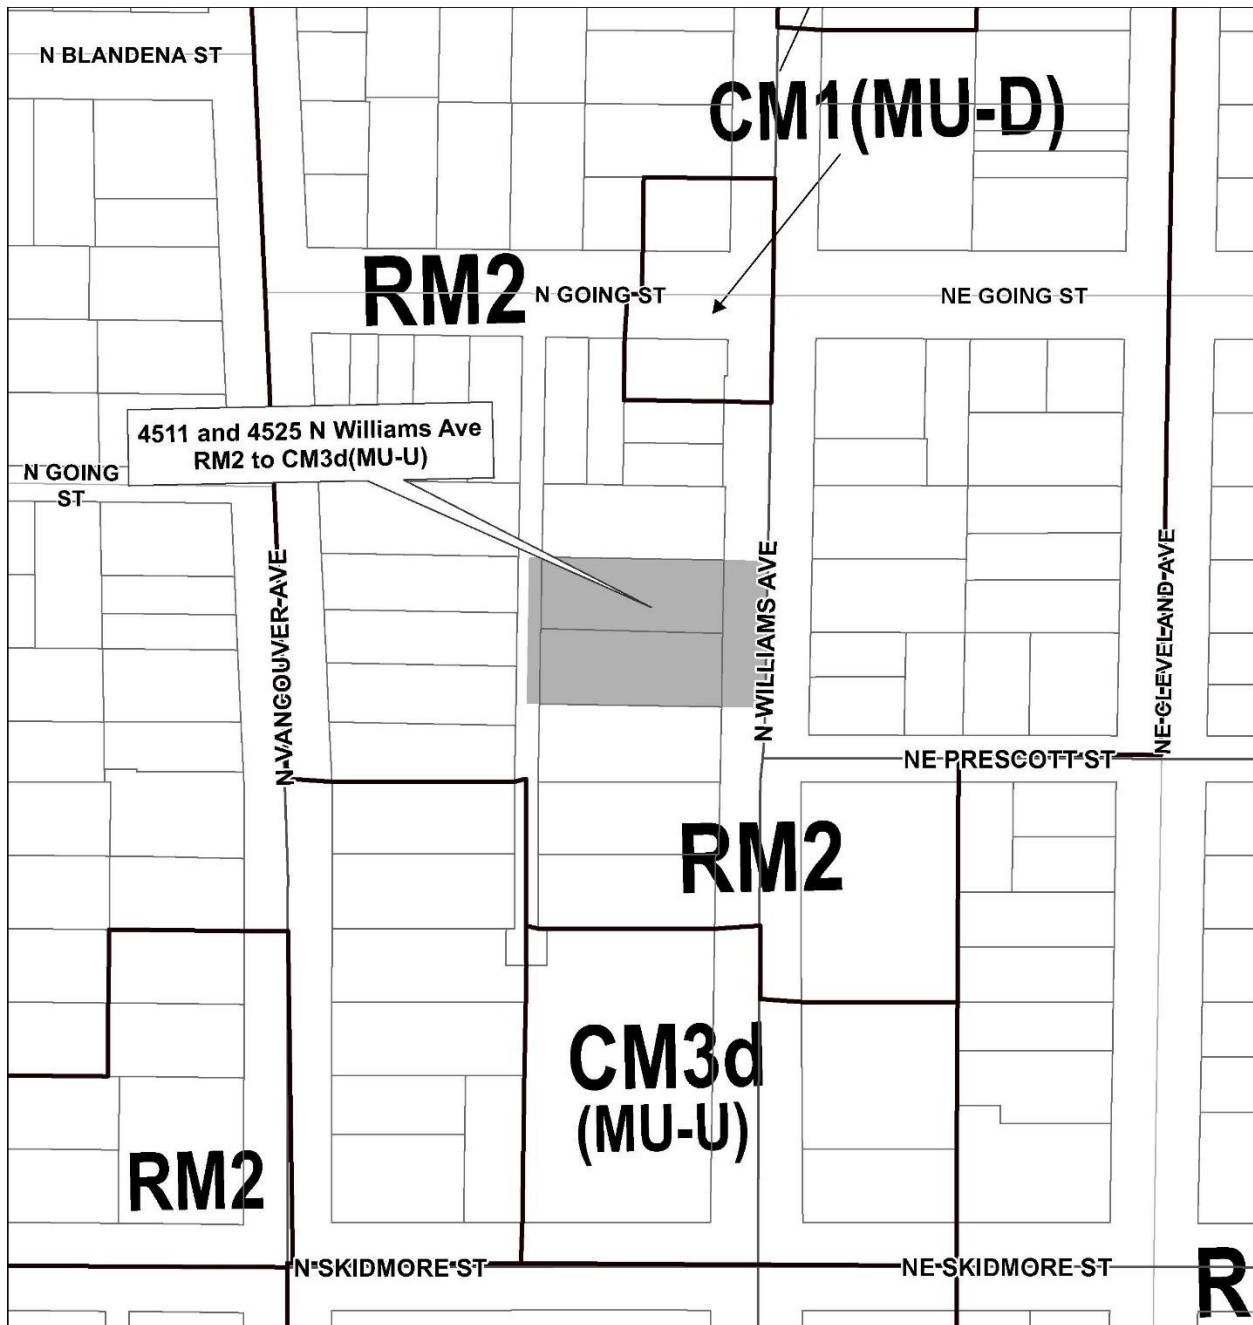 N BLANDENA ST
CM1(MU-D)
RM2
N GOING ST
NE GOING ST
4511 and 4525 N Williams Ave
RM2 to CM3d(MU-U)
N GOING
ST
N VANCOUVER AVE
N WILLIAMS AVE
NE CLEVELAND AVE
NE PRESCOTT ST
RM2
CM3d
(MU-U)
RM2
N SKIDMORE ST
NE SKIDMORE ST
R